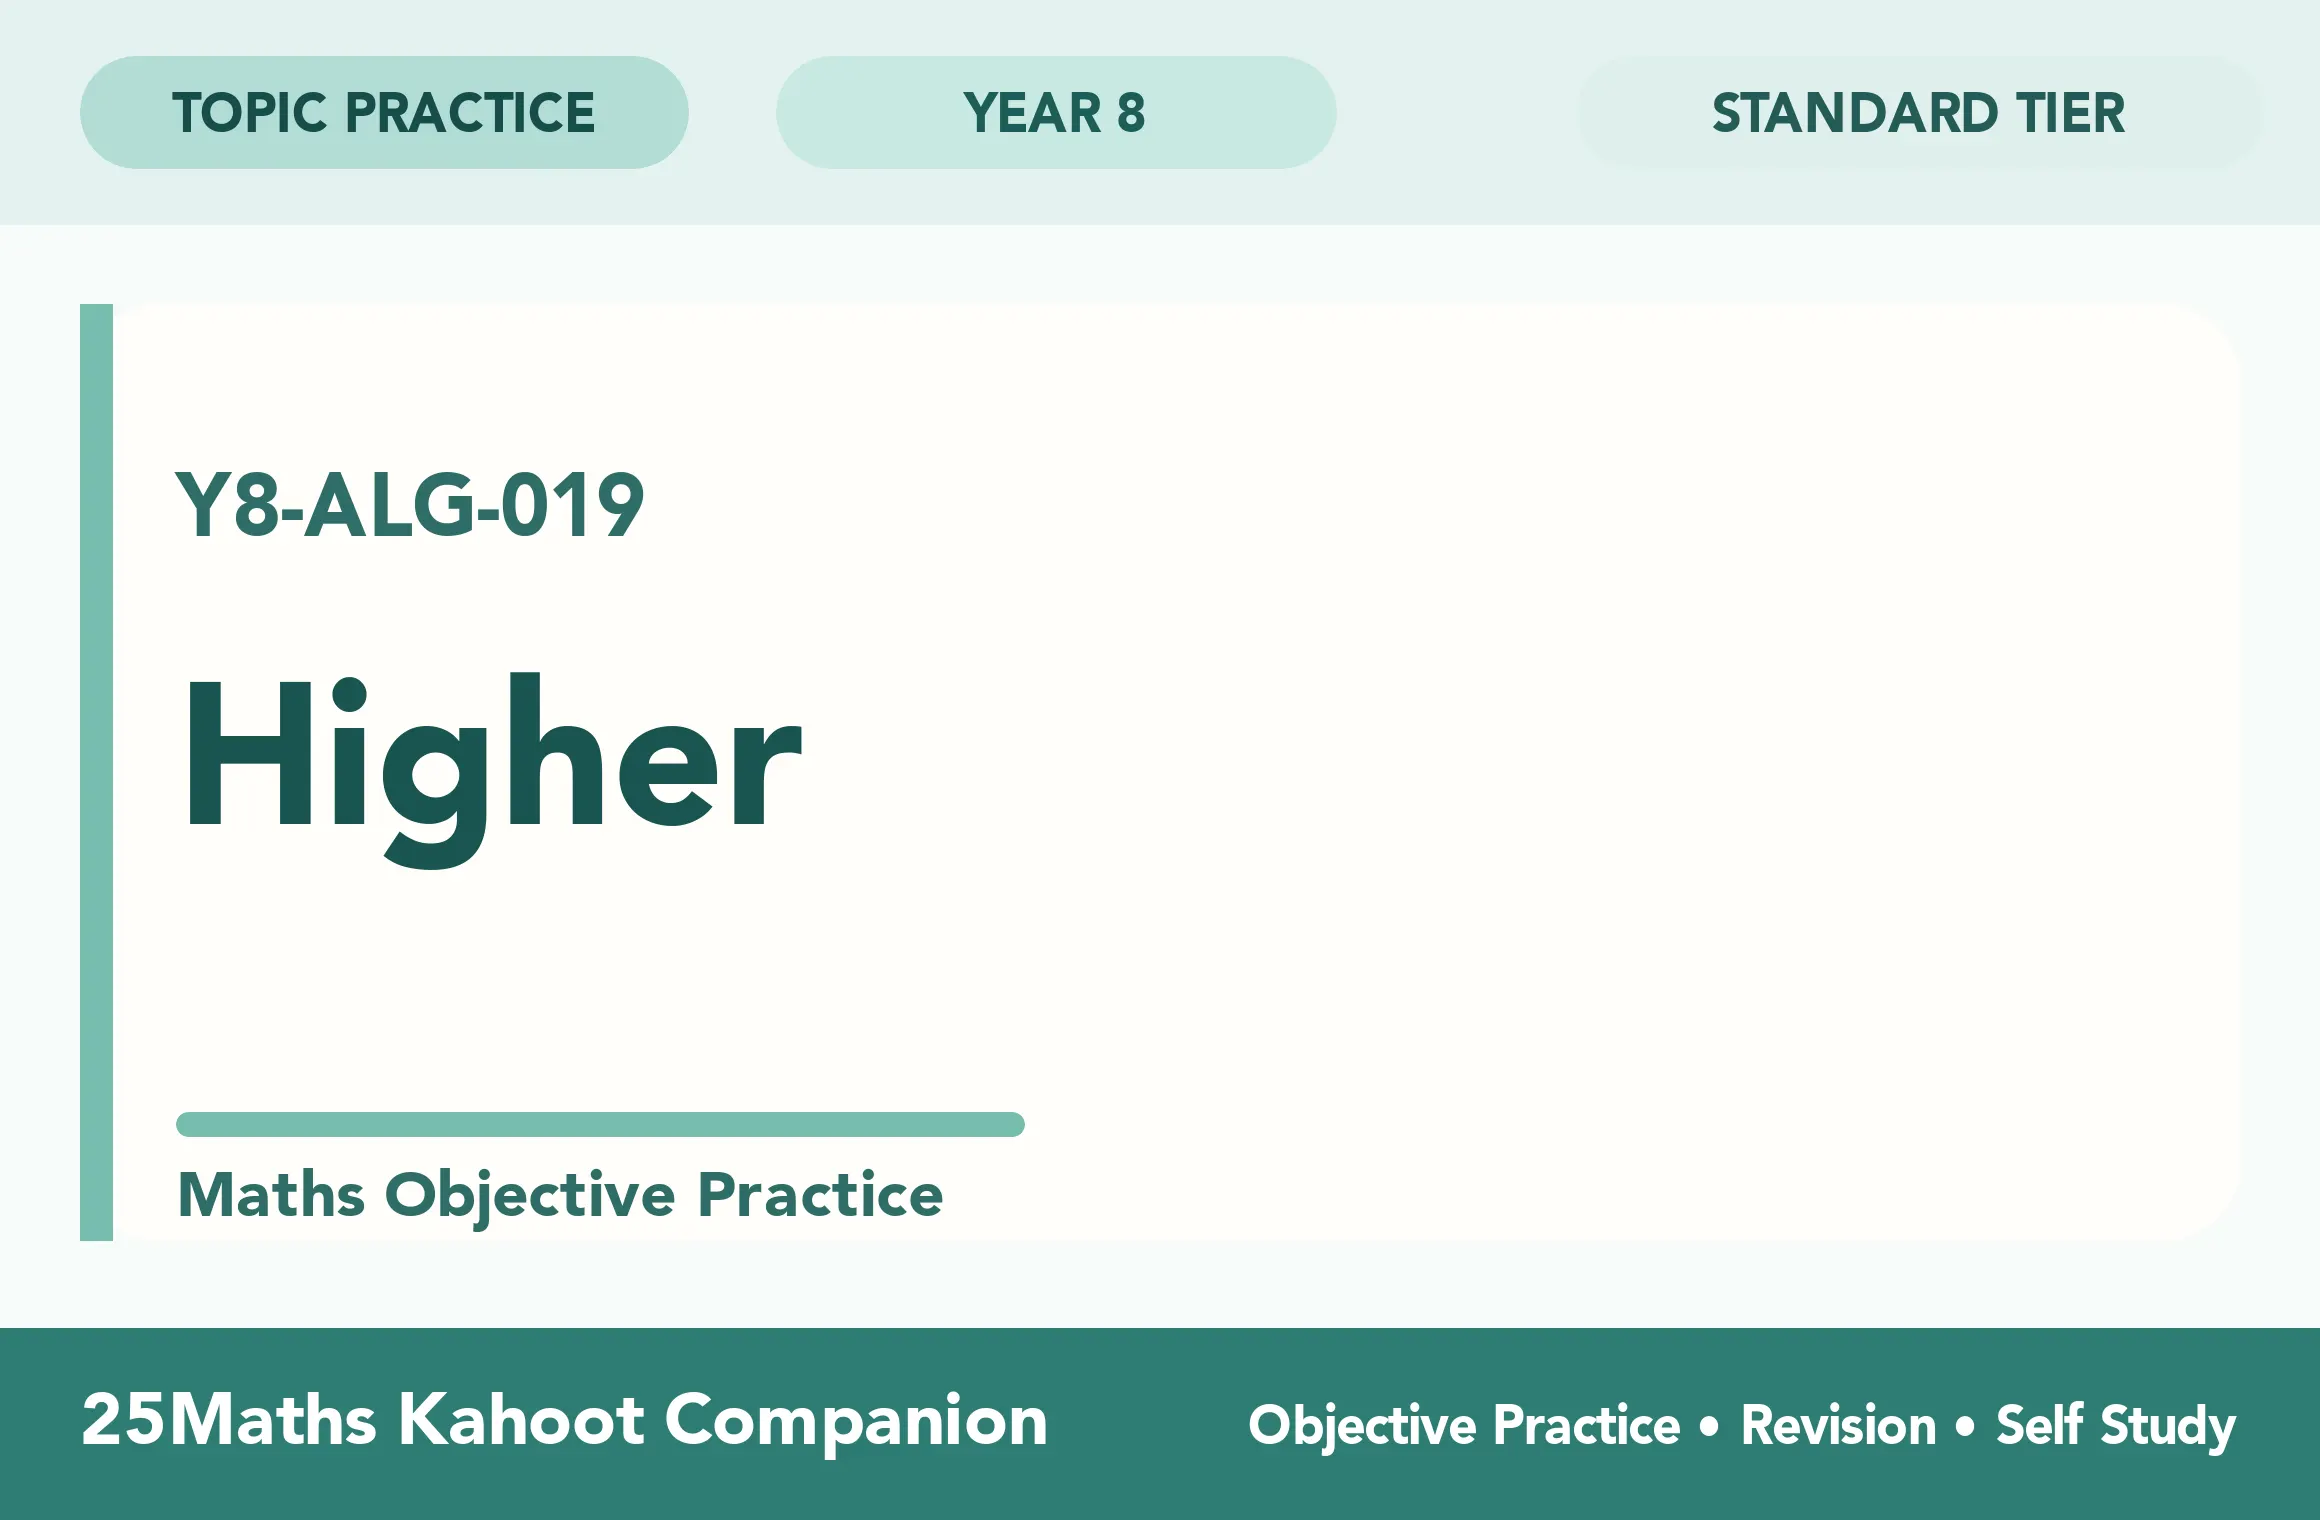 TOPIC PRACTICE
YEAR 8
STANDARD TIER
Y8-ALG-019
Higher
Maths Objective Practice
25Maths Kahoot Companion
Objective Practice • Revision • Self Study